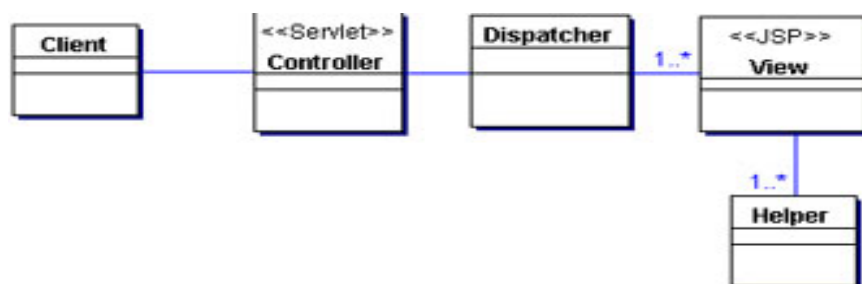 Client
<<Servlet>>
Controller
Dispatcher
1..*
<<JSP>>
View
1..*
Helper